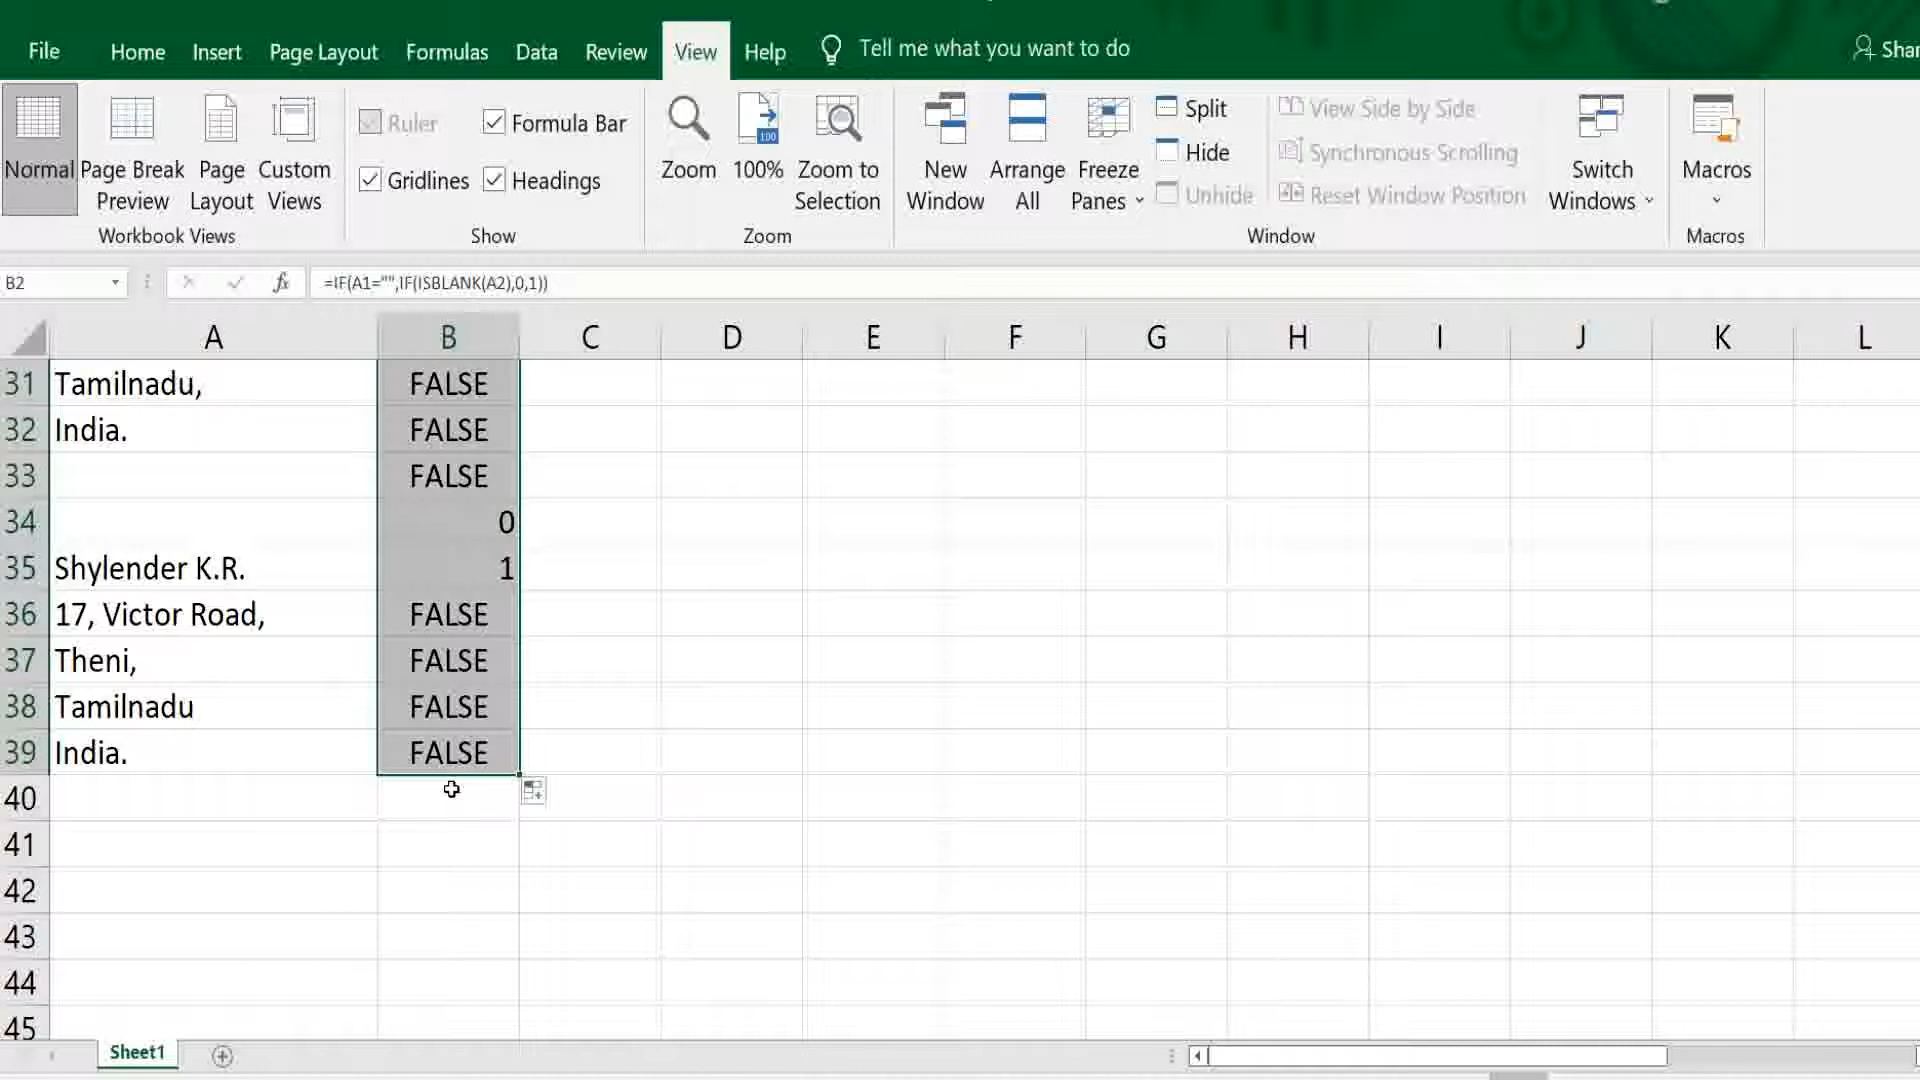 File Home Insert Page Layout Formulas Data Review View Help Tell me what you want to do
Normal Page Break Preview Page Layout Custom Views
Workbook Views
Ruler Formula Bar
Gridlines Headings
Show
Zoom 100% Zoom to Selection
100
Zoom
New Window Arrange All Freeze Panes
Split
Hide
Unhide
View Side by Side
Synchronous Scrolling
Reset Window Position
Switch Windows
Window
Macros
Macros
B2 fx =IF(A1="",IF(ISBLANK(A2),0,1))
A B C D E F G H I J K L
31 Tamilnadu, FALSE
32 India. FALSE
33 FALSE
34 0
35 Shylender K.R. 1
36 17, Victor Road, FALSE
37 Theni, FALSE
38 Tamilnadu FALSE
39 India. FALSE
40
41
42
43
44
45
Sheet1